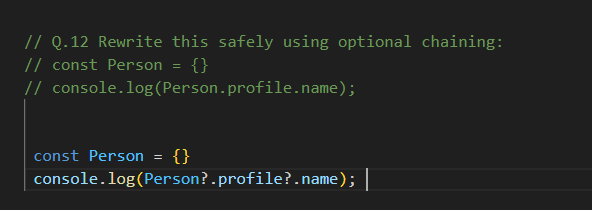 // Q.12 Rewrite this safely using optional chaining:
// const Person = {}
// console.log(Person.profile.name);
const Person = {}
console.log(Person?.profile?.name);